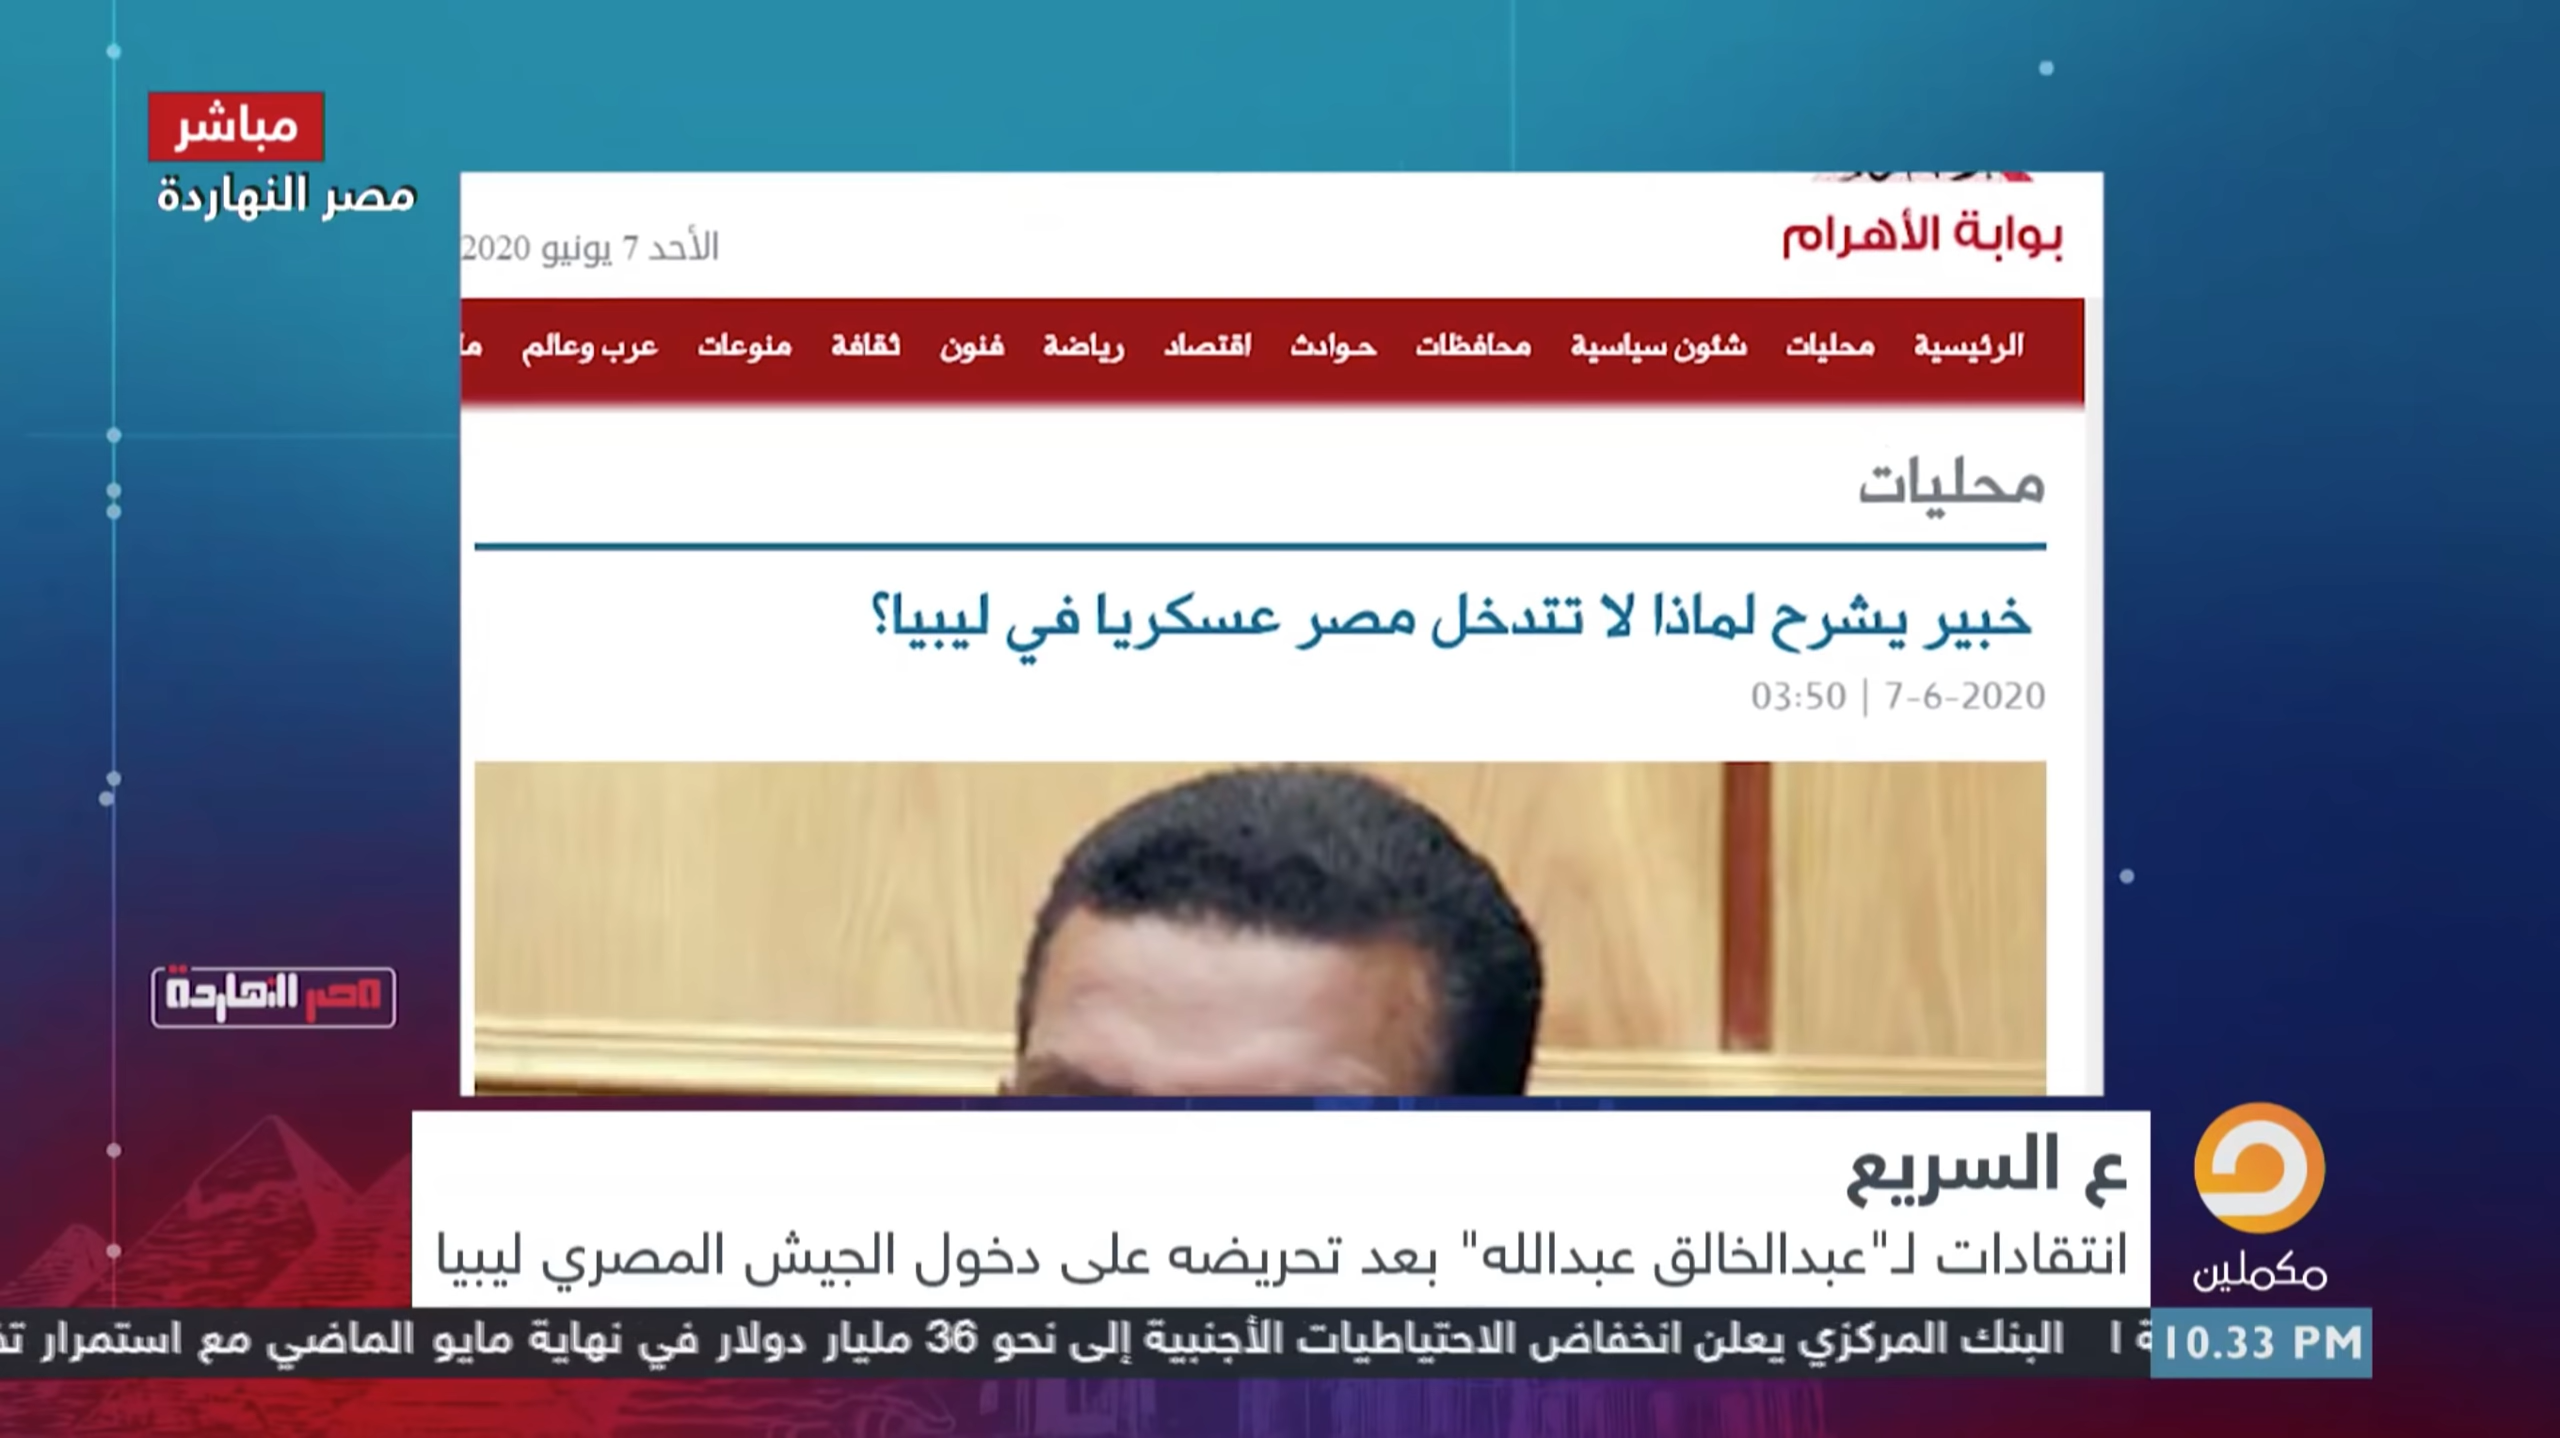 مباشر
مصر النهاردة
بوابة الأهرام
الأحد 7 يونيو 2020
الرئيسية محليات شئون سياسية محافظات حوادث اقتصاد رياضة فنون ثقافة منوعات عرب وعالم
محليات
خبير يشرح لماذا لا تتدخل مصر عسكريا في ليبيا؟
7-6-2020 | 03:50
مصر النهاردة
ع السريع
انتقادات لـ"عبدالخالق عبدالله" بعد تحريضه على دخول الجيش المصري ليبيا
مكملين
البنك المركزي يعلن انخفاض الاحتياطيات الأجنبية إلى نحو 36 مليار دولار في نهاية مايو الماضي مع استمرار
10.33 PM